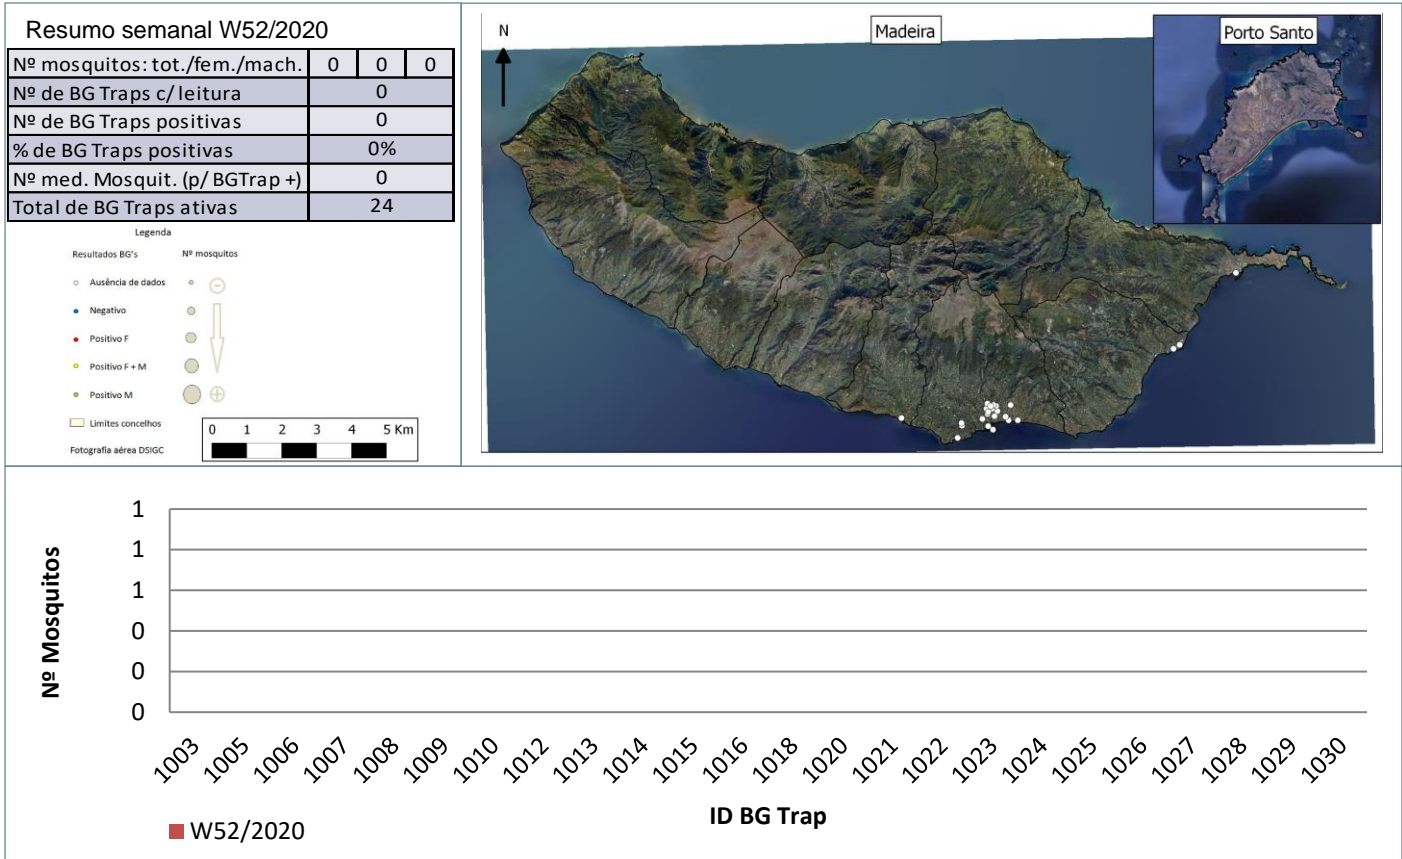 Resumo semanal W52/2020
Nº mosquitos: tot./fem./mach. 0 0 0
Nº de BG Traps c/ leitura 0
Nº de BG Traps positivas 0
% de BG Traps positivas 0%
Nº med. Mosquit. (p/ BGTrap +) 0
Total de BG Traps ativas 24
Legenda
Resultados BG's Nº mosquitos
Ausência de dados
Negativo
Positivo F
Positivo F + M
Positivo M
Limites concelhos
Fotografia aérea DSIGC
0 1 2 3 4 5 Km
N
Madeira
Porto Santo
Nº Mosquitos
1
1
1
0
0
0
1003 1005 1006 1007 1008 1009 1010 1012 1013 1014 1015 1016 1018 1020 1021 1022 1023 1024 1025 1026 1027 1028 1029 1030
ID BG Trap
W52/2020